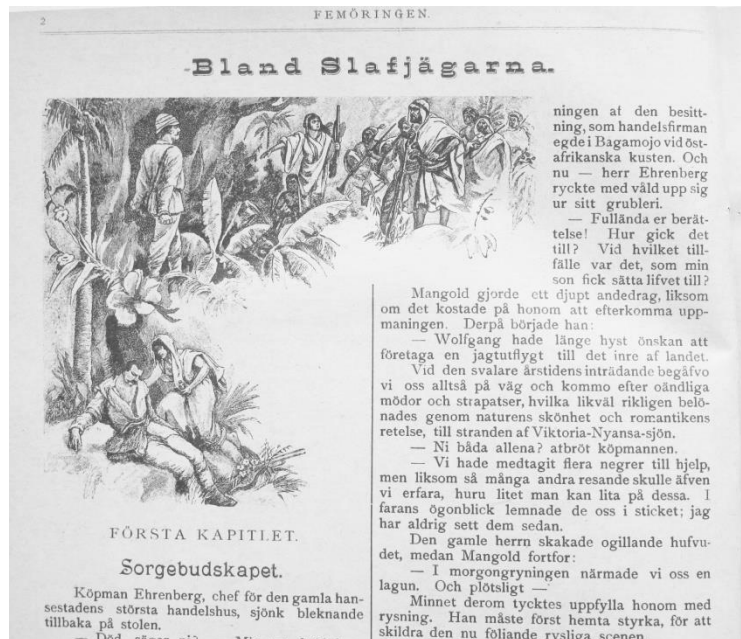 2
FEMÖRINGEN.
Bland Slafjägarna.
FÖRSTA KAPITLET.
Sorgebudskapet.
Köpman Ehrenberg, chef för den gamla han-
sestadens största handelshus, sjönk bleknande
tillbaka på stolen.
— Död, säger ni?
ningen af den besitt-
ning, som handelsfirman
egde i Bagamojo vid öst-
afrikanska kusten. Och
nu — herr Ehrenberg
ryckte med våld upp sig
ur sitt grubleri.
— Fullända er berät-
telse! Hur gick det
till? Vid hvilket till-
fälle var det, som min
son fick sätta lifvet till?
Mangold gjorde ett djupt andedrag, liksom
om det kostade på honom att efterkomma upp-
maningen. Derpå började han:
— Wolfgang hade länge hyst önskan att
företaga en jagtutflygt till det inre af landet.
Vid den svalare årstidens inträdande begåfvo
vi oss alltså på väg och kommo efter oändliga
mödor och strapatser, hvilka likväl rikligen belö-
nades genom naturens skönhet och romantikens
retelse, till stranden af Viktoria-Nyansa-sjön.
— Ni båda allena? afbröt köpmannen.
— Vi hade medtagit flera negrer till hjelp,
men liksom så många andra resande skulle äfven
vi erfara, huru litet man kan lita på dessa. I
farans ögonblick lemnade de oss i sticket; jag
har aldrig sett dem sedan.
Den gamle herrn skakade ogillande hufvu-
det, medan Mangold fortfor:
— I morgongryningen närmade vi oss en
lagun. Och plötsligt —
Minnet derom tycktes uppfylla honom med
rysning. Han måste först hemta styrka, för att
skildra den nu följande rysliga scenen.